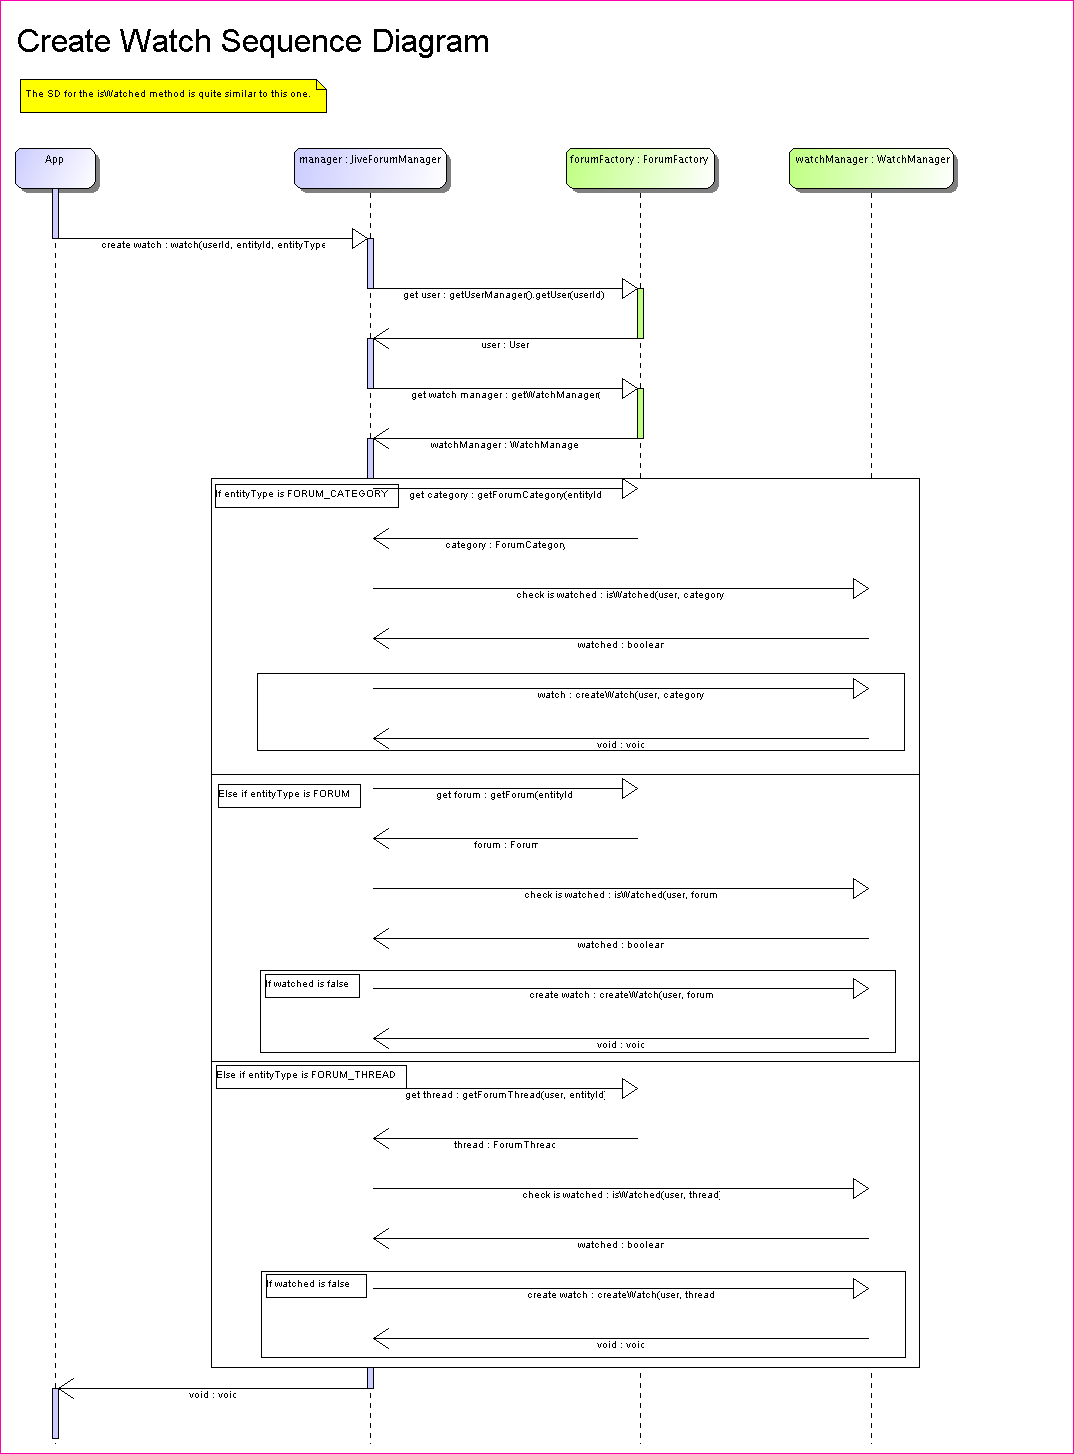 Create Watch Sequence Diagram
The SD for the isWatched method is quite similar to this one.
App
manager : JiveForumManager
forumFactory : ForumFactory
watchManager : WatchManager
create watch : watch(userId, entityId, entityType
get user : getUserManager().getUser(userId)
user : User
get watch manager : getWatchManager(
watchManager : WatchManage
If entityType is FORUM_CATEGORY
get category : getForumCategory(entityId
category : ForumCategory
check is watched : isWatched(user, category
watched : boolear
watch : createWatch(user, category
void : voic
Else if entityType is FORUM
get forum : getForum(entityId
forum : Forum
check is watched : isWatched(user, forum
watched : boolear
If watched is false
create watch : createWatch(user, forum
void : voic
Else if entityType is FORUM_THREAD
get thread : getForumThread(user, entityId)
thread : ForumThreac
check is watched : isWatched(user, thread)
watched : boolear
If watched is false
create watch : createWatch(user, thread
void : voic
void : voic